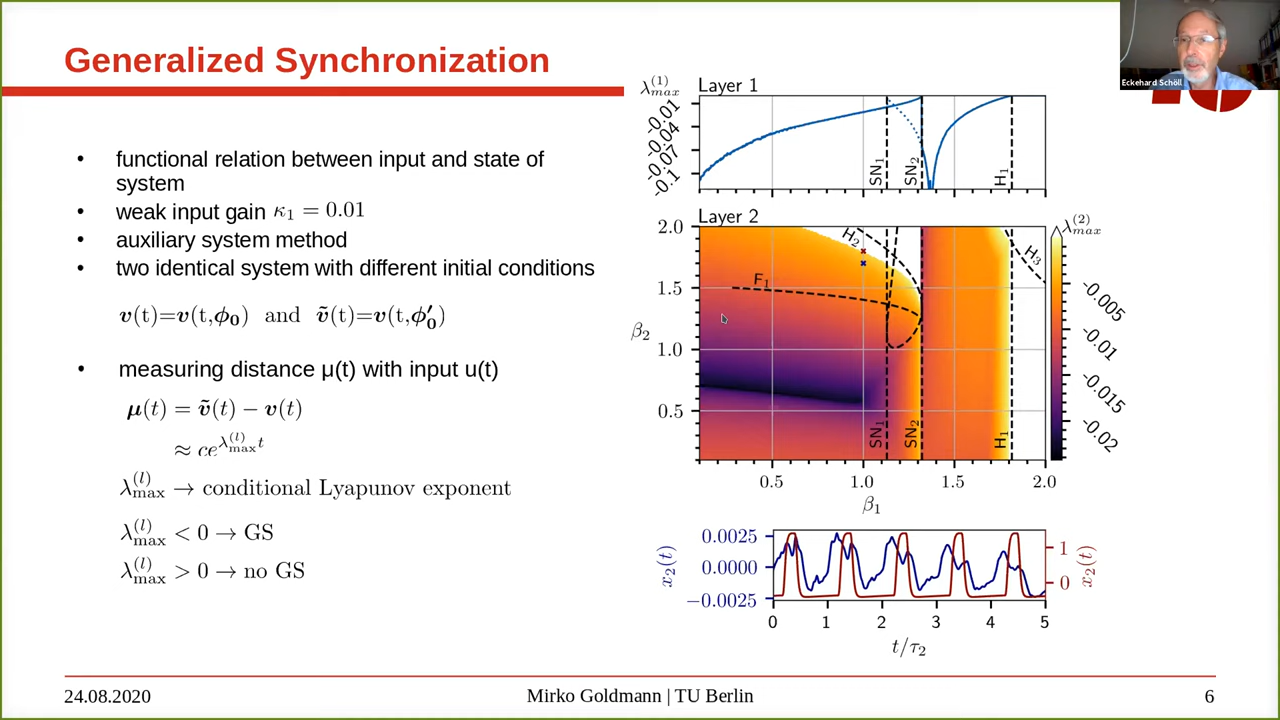 Generalized Synchronization
Eckehard Schöll
• functional relation between input and state of
system
• weak input gain κ₁ = 0.01
• auxiliary system method
• two identical system with different initial conditions
v(t)=v(t,ϕ₀) and ṽ(t)=v(t,ϕ′₀)
• measuring distance μ(t) with input u(t)
μ(t) = ṽ(t) − v(t)
≈ ce^{λ_max^{(l)} t}
λ_max^{(l)} → conditional Lyapunov exponent
λ_max^{(l)} < 0 → GS
λ_max^{(l)} > 0 → no GS
λ_max^{(1)} Layer 1
-0.01
-0.04
-0.07
-0.1
SN₁ SN₂ H₁
Layer 2 λ_max^{(2)}
2.0
1.5
1.0
0.5
β₂
H₂ H₃
F₁
SN₁ SN₂ H₁
-0.005
-0.01
-0.015
-0.02
0.5 1.0 1.5 2.0
β₁
0.0025
0.0000
−0.0025
x₂(t)
1
0
x₂(t)
0 1 2 3 4 5
t/τ₂
24.08.2020 Mirko Goldmann | TU Berlin 6